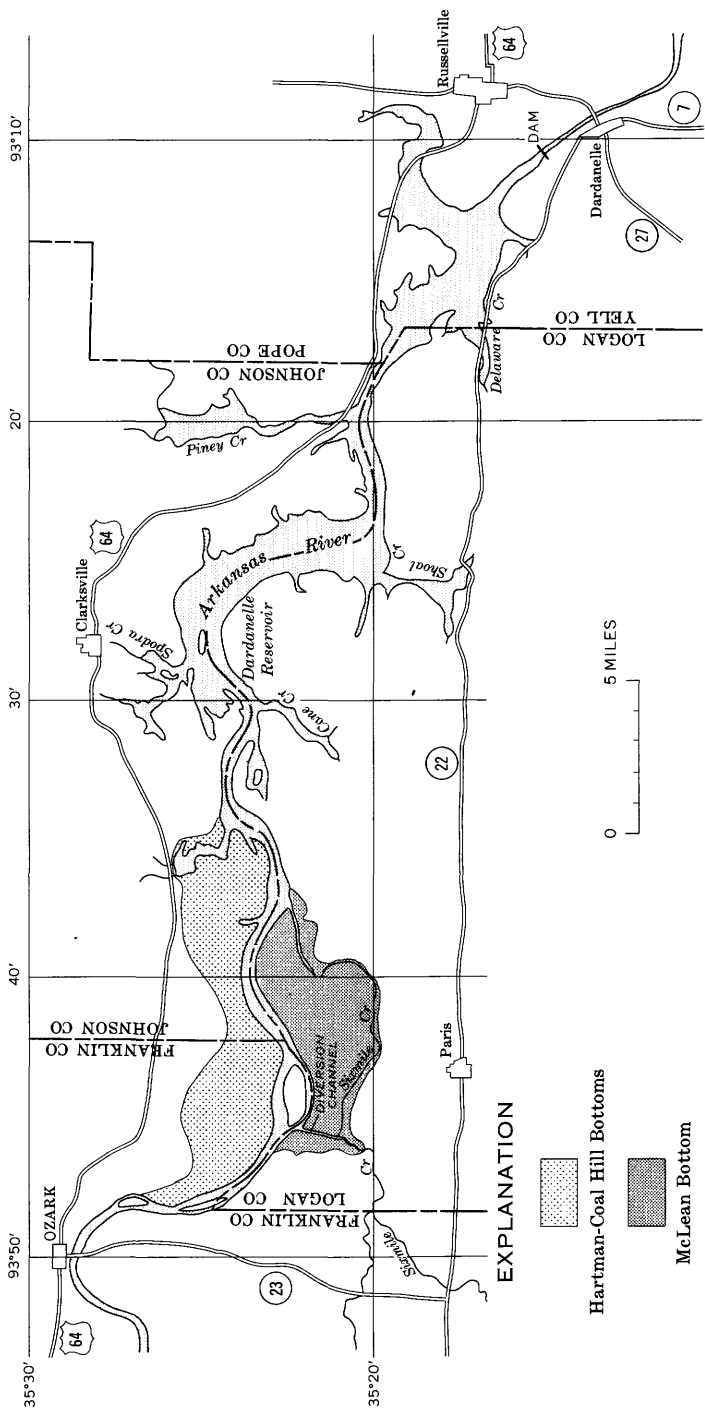 93°50'
40'
30'
20'
93°10'
35°30'
35°20'
OZARK
64
23
FRANKLIN CO
LOGAN CO
FRANKLIN CO
JOHNSON CO
Sixmile
Cr
DIVERSION
CHANNEL
Sixmile Cr
Paris
22
Clarksville
64
Spadra Cr
Arkansas River
Dardanelle
Reservoir
Cane Cr
Shoal Cr
Piney Cr
JOHNSON CO
POPE CO
LOGAN CO
YELL CO
Delaware Cr
Russellville
64
DAM
Dardanelle
7
27
0 5 MILES
EXPLANATION
Hartman-Coal Hill Bottoms
McLean Bottom